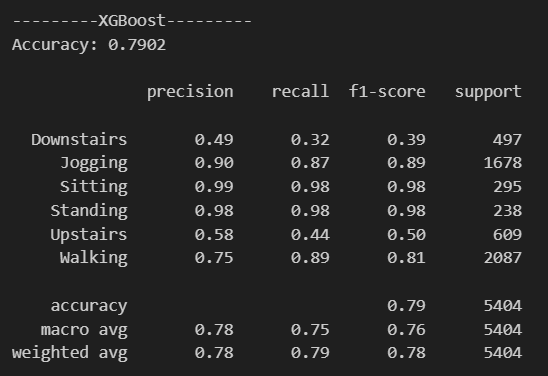 ---------XGBoost---------
Accuracy: 0.7902
precision recall f1-score support
Downstairs 0.49 0.32 0.39 497
Jogging 0.90 0.87 0.89 1678
Sitting 0.99 0.98 0.98 295
Standing 0.98 0.98 0.98 238
Upstairs 0.58 0.44 0.50 609
Walking 0.75 0.89 0.81 2087
accuracy 0.79 5404
macro avg 0.78 0.75 0.76 5404
weighted avg 0.78 0.79 0.78 5404